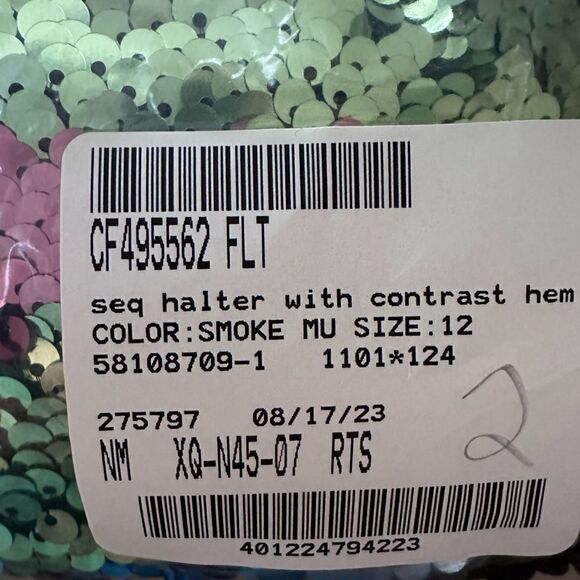 CF495562 FLT
seq halter with contrast hem
COLOR:SMOKE MU SIZE:12
58108709-1 1101*124
275797 08/17/23
2
NM XQ-N45-07 RTS
401224794223